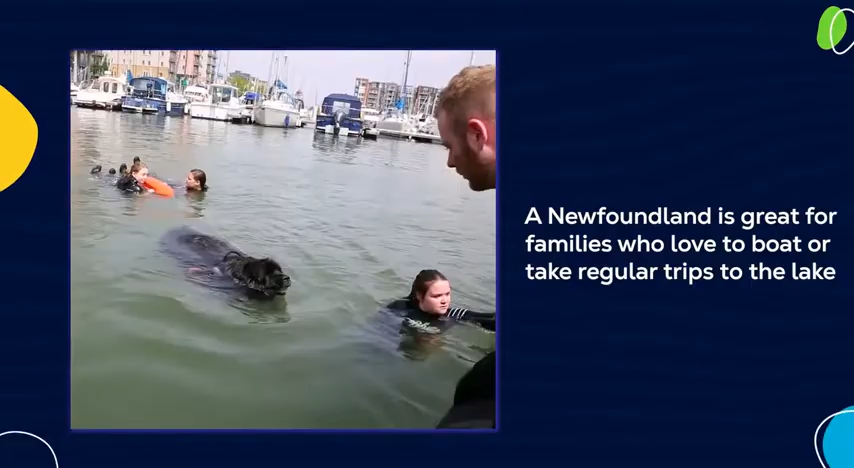 A Newfoundland is great for
families who love to boat or
take regular trips to the lake